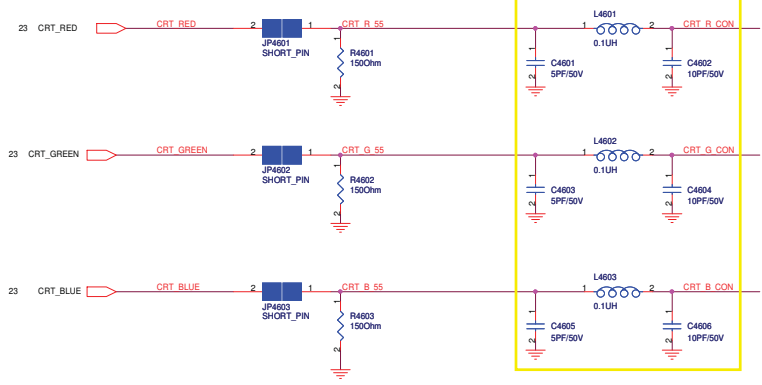 L4601
23 CRT_RED CRT_RED 2 1 CRT_R_55 1 2 CRT_R_CON
JP4601
SHORT_PIN
0.1UH
1 R4601
150Ohm
2
1 C4601
5PF/50V
2
1 C4602
10PF/50V
2
L4602
23 CRT_GREEN CRT_GREEN 2 1 CRT_G_55 1 2 CRT_G_CON
JP4602
SHORT_PIN
0.1UH
1 R4602
150Ohm
2
1 C4603
5PF/50V
2
1 C4604
10PF/50V
2
L4603
23 CRT_BLUE CRT_BLUE 2 1 CRT_B_55 1 2 CRT_B_CON
JP4603
SHORT_PIN
0.1UH
1 R4603
150Ohm
2
1 C4605
5PF/50V
2
1 C4606
10PF/50V
2